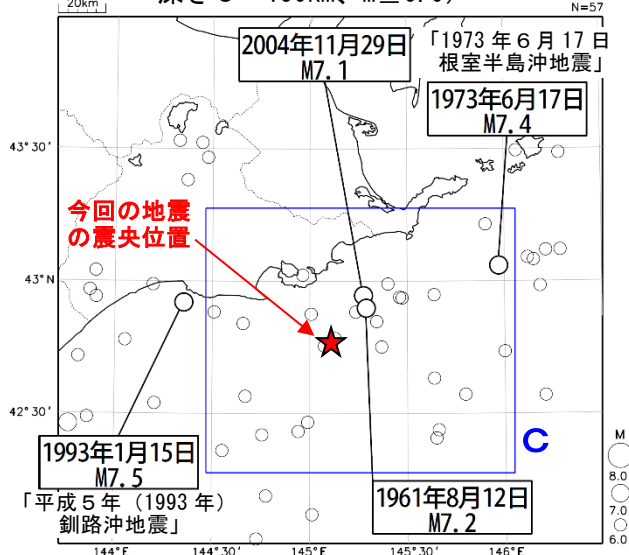 20km
N=57
2004年11月29日
M7.1
「1973年6月17日
根室半島沖地震」
1973年6月17日
M7.4
43°30'
今回の地震
の震央位置
43°N
42°30'
C
1993年1月15日
M7.5
「平成5年（1993年）
釧路沖地震」
1961年8月12日
M7.2
M
8.0
7.0
6.0
144°E
144°30'
145°E
145°30'
146°E